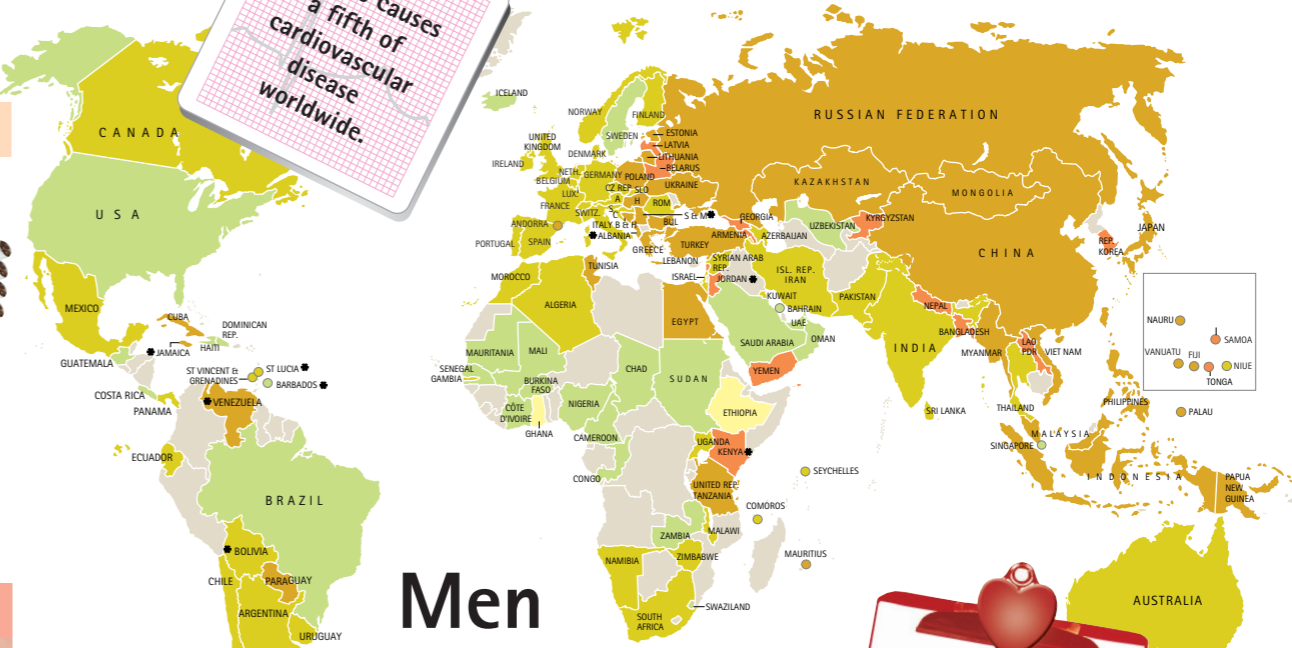 causes
a fifth of
cardiovascular
disease
worldwide.
CANADA
USA
MEXICO
CUBA
DOMINICAN
REP.
JAMAICA
HAITI
GUATEMALA
ST VINCENT &
GRENADINES
ST LUCIA
BARBADOS
COSTA RICA
PANAMA
VENEZUELA
ECUADOR
BRAZIL
BOLIVIA
CHILE
PARAGUAY
ARGENTINA
URUGUAY
Men
ICELAND
NORWAY
FINLAND
SWEDEN
ESTONIA
LATVIA
LITHUANIA
BELARUS
UNITED
KINGDOM
DENMARK
IRELAND
NETH.
BELGIUM
GERMANY
POLAND
LUX.
CZ REP
SLO
UKRAINE
FRANCE
A
H
ROM
SWITZ.
S
C
S & M
ANDORRA
ITALY
B & H
BUL
ALBANIA
PORTUGAL
SPAIN
GREECE
TURKEY
GEORGIA
ARMENIA
AZERBAIJAN
LEBANON
SYRIAN ARAB
REP.
ISRAEL
JORDAN
TUNISIA
MOROCCO
ALGERIA
EGYPT
KUWAIT
BAHRAIN
UAE
OMAN
SAUDI ARABIA
YEMEN
MAURITANIA
MALI
CHAD
SUDAN
SENEGAL
GAMBIA
BURKINA
FASO
NIGERIA
CÔTE
D'IVOIRE
GHANA
CAMEROON
ETHIOPIA
UGANDA
KENYA
CONGO
UNITED REP.
TANZANIA
SEYCHELLES
COMOROS
ZAMBIA
MALAWI
MAURITIUS
NAMIBIA
ZIMBABWE
SWAZILAND
SOUTH
AFRICA
RUSSIAN FEDERATION
KAZAKHSTAN
MONGOLIA
UZBEKISTAN
KYRGYZSTAN
CHINA
REP.
KOREA
JAPAN
ISL. REP.
IRAN
PAKISTAN
NEPAL
BANGLADESH
INDIA
MYANMAR
LAO
PDR
VIET NAM
SRI LANKA
THAILAND
PHILIPPINES
MALAYSIA
SINGAPORE
INDONESIA
PAPUA
NEW
GUINEA
NAURU
SAMOA
VANUATU
FIJI
NIUE
TONGA
PALAU
AUSTRALIA